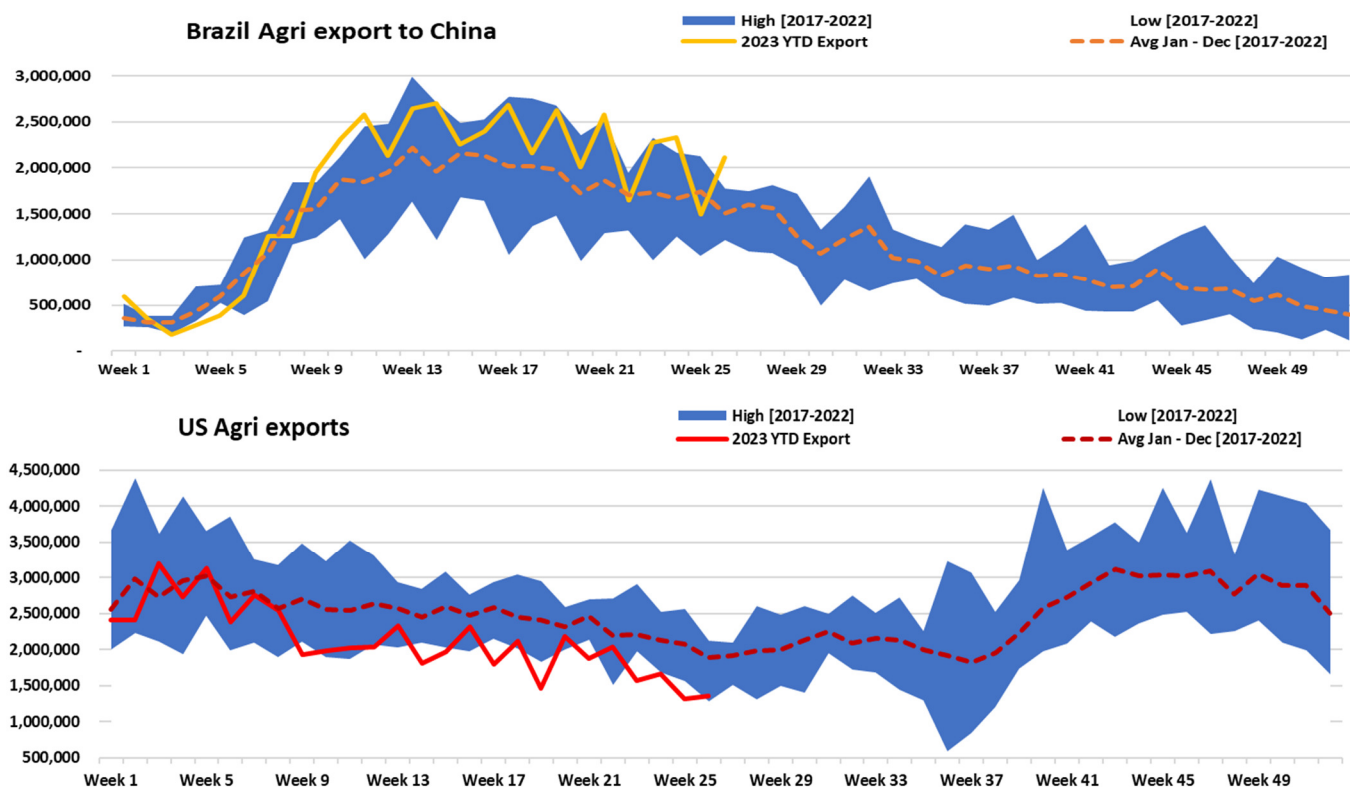 Brazil Agri export to China
High [2017-2022]
Low [2017-2022]
2023 YTD Export
Avg Jan - Dec [2017-2022]
3,000,000
2,500,000
2,000,000
1,500,000
1,000,000
500,000
-
Week 1 Week 5 Week 9 Week 13 Week 17 Week 21 Week 25 Week 29 Week 33 Week 37 Week 41 Week 45 Week 49
US Agri exports
High [2017-2022]
Low [2017-2022]
2023 YTD Export
Avg Jan - Dec [2017-2022]
4,500,000
4,000,000
3,500,000
3,000,000
2,500,000
2,000,000
1,500,000
1,000,000
500,000
Week 1 Week 5 Week 9 Week 13 Week 17 Week 21 Week 25 Week 29 Week 33 Week 37 Week 41 Week 45 Week 49